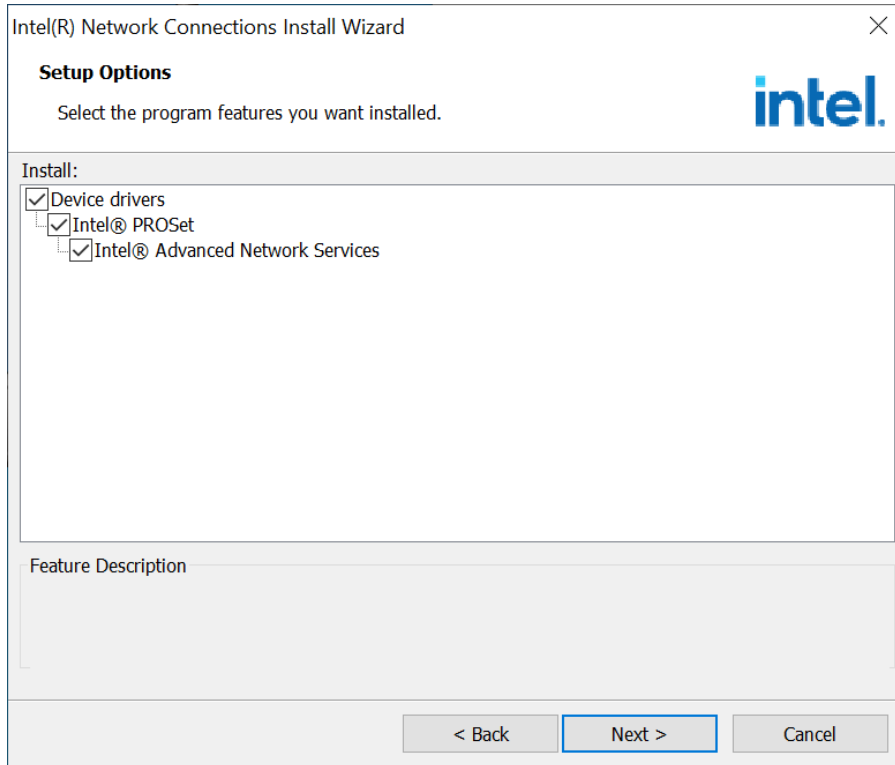 Intel(R) Network Connections Install Wizard
Setup Options
Select the program features you want installed.
intel.
Install:
Device drivers
Intel® PROSet
Intel® Advanced Network Services
Feature Description
< Back
Next >
Cancel